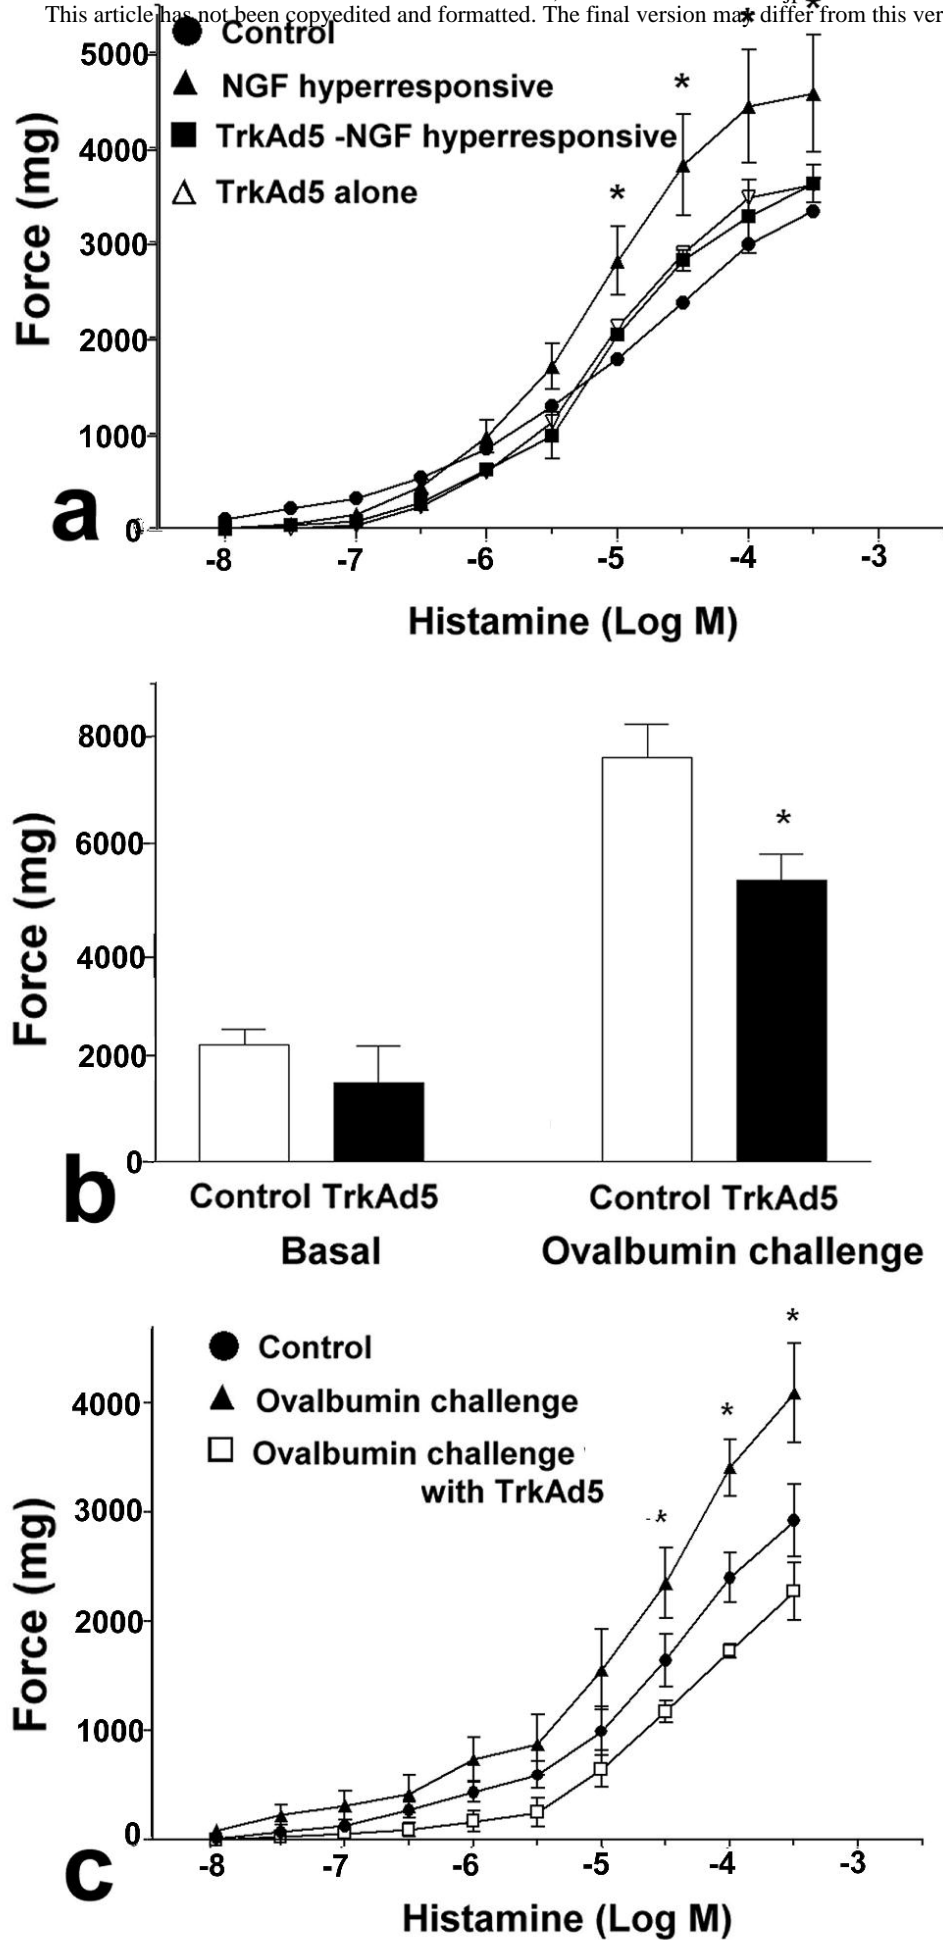 This article has not been copyedited and formatted. The final version may differ from this ver
5000
Control
NGF hyperresponsive
4000
TrkAd5 -NGF hyperresponsive
TrkAd5 alone
3000
2000
1000
0
Force (mg)
* * * *
a
-8 -7 -6 -5 -4 -3
Histamine (Log M)
8000
6000
4000
2000
0
Force (mg)
*
b
Control TrkAd5 Control TrkAd5
Basal Ovalbumin challenge
Control
4000
Ovalbumin challenge
Ovalbumin challenge
with TrkAd5
3000
2000
1000
0
Force (mg)
* * *
c
-8 -7 -6 -5 -4 -3
Histamine (Log M)